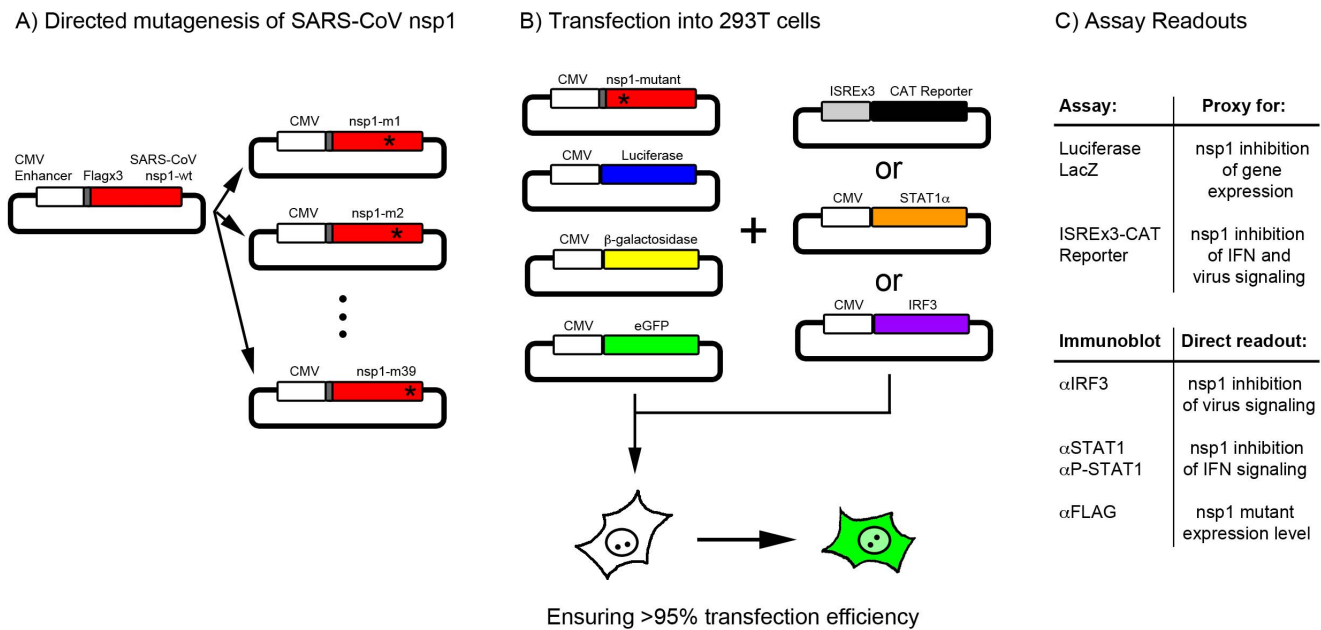 A) Directed mutagenesis of SARS-CoV nsp1
CMV
Enhancer
Flagx3
SARS-CoV
nsp1-wt
CMV
nsp1-m1
*
CMV
nsp1-m2
*
CMV
nsp1-m39
*
B) Transfection into 293T cells
CMV
nsp1-mutant
*
CMV
Luciferase
CMV
β-galactosidase
CMV
eGFP
+
ISREx3
CAT Reporter
or
CMV
STAT1α
or
CMV
IRF3
Ensuring >95% transfection efficiency
C) Assay Readouts
Assay:
Proxy for:
Luciferase
LacZ
nsp1 inhibition
of gene
expression
ISREx3-CAT
Reporter
nsp1 inhibition
of IFN and
virus signaling
Immunoblot
Direct readout:
αIRF3
nsp1 inhibition
of virus signaling
αSTAT1
αP-STAT1
nsp1 inhibition
of IFN signaling
αFLAG
nsp1 mutant
expression level